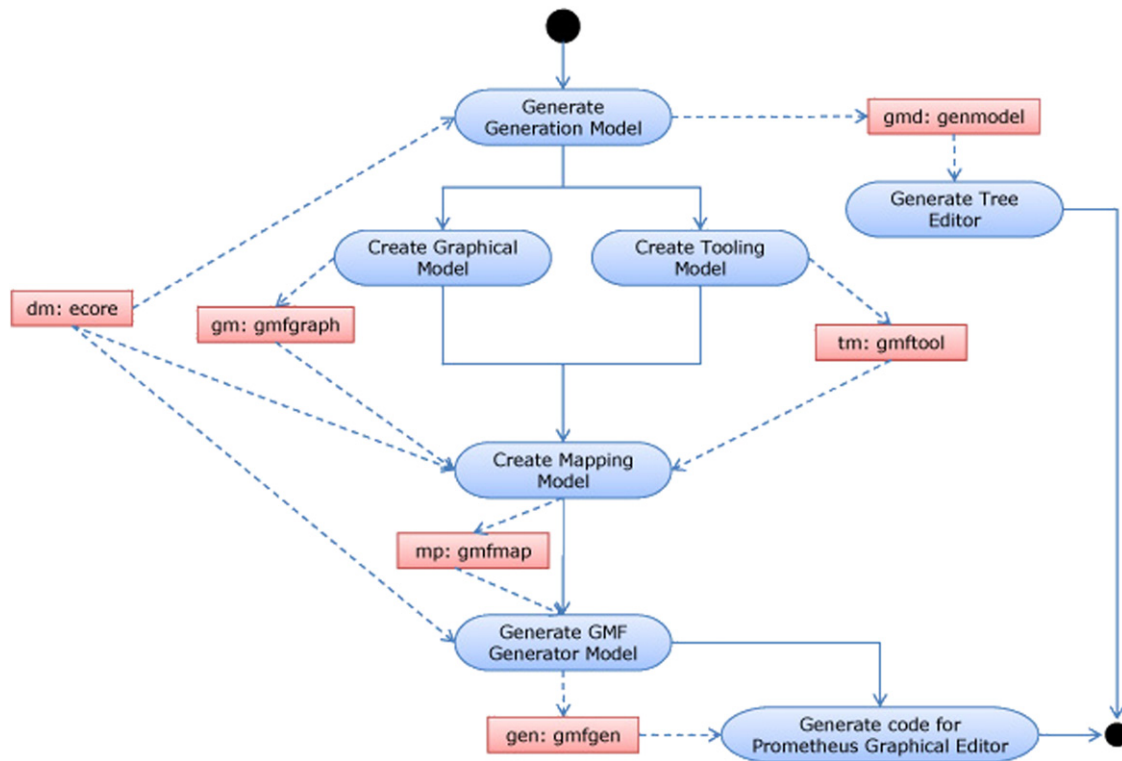 Generate
Generation Model
gmd: genmodel
Generate Tree
Editor
Create Graphical
Model
Create Tooling
Model
dm: ecore
gm: gmfgraph
tm: gmftool
Create Mapping
Model
mp: gmfmap
Generate GMF
Generator Model
gen: gmfgen
Generate code for
Prometheus Graphical Editor